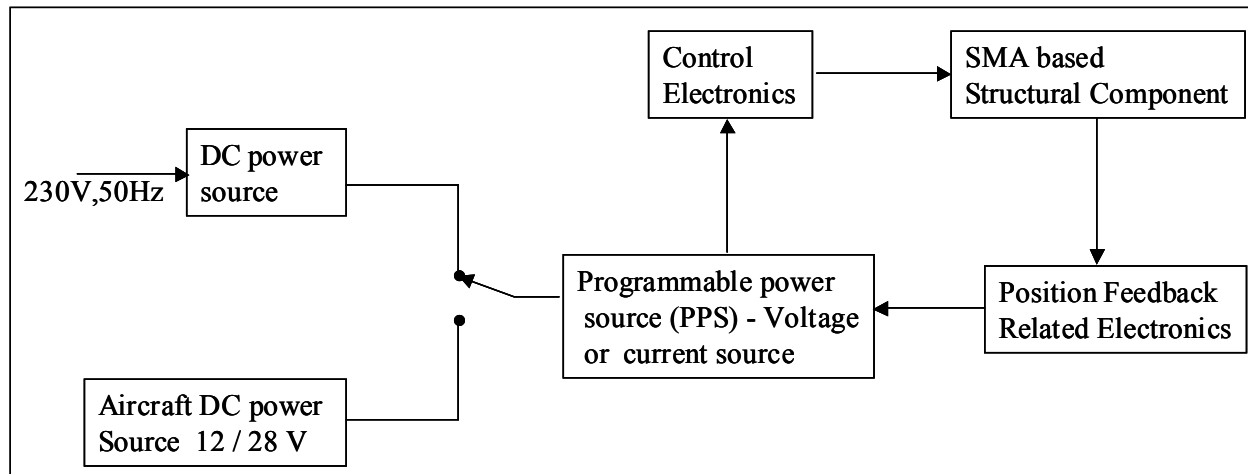 Control
Electronics
SMA based
Structural Component
DC power
source
230V,50Hz
Programmable power
source (PPS) - Voltage
or current source
Position Feedback
Related Electronics
Aircraft DC power
Source 12 / 28 V